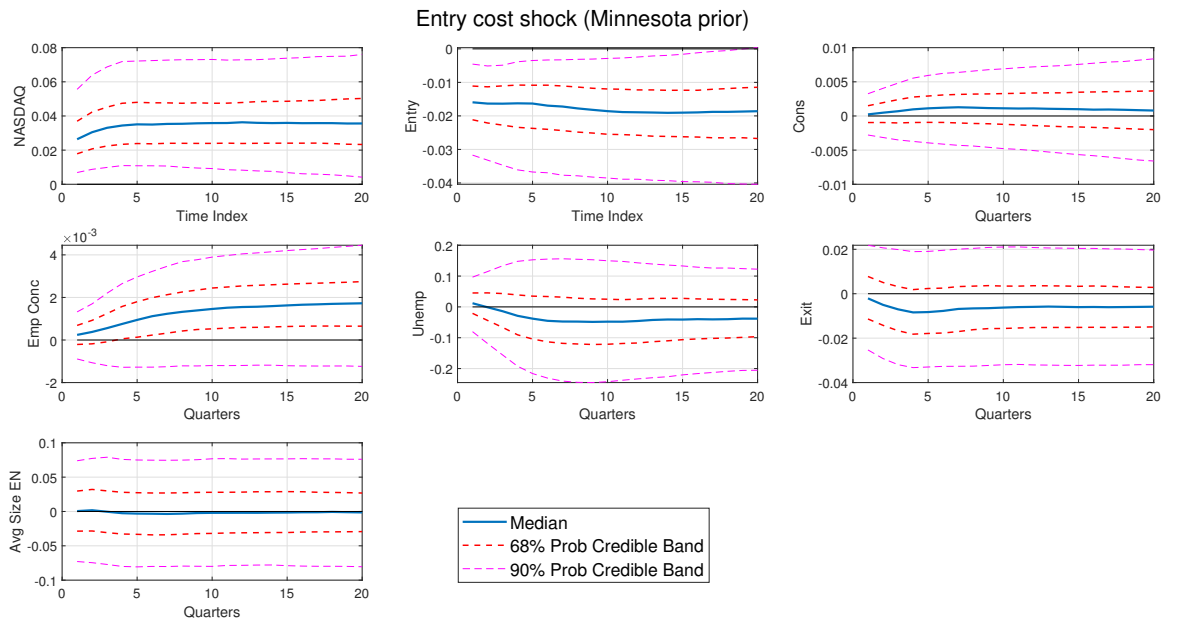 Entry cost shock (Minnesota prior)
NASDAQ
0.08
0.06
0.04
0.02
0
0 5 10 15 20
Time Index
Entry
0
-0.01
-0.02
-0.03
-0.04
0 5 10 15 20
Time Index
Cons
0.01
0.005
0
-0.005
-0.01
0 5 10 15 20
Quarters
Emp Conc
×10-3
4
2
0
-2
0 5 10 15 20
Quarters
Unemp
0.2
0.1
0
-0.1
-0.2
0 5 10 15 20
Quarters
Exit
0.02
0
-0.02
-0.04
0 5 10 15 20
Quarters
Avg Size EN
0.1
0.05
0
-0.05
-0.1
0 5 10 15 20
Quarters
Median
68% Prob Credible Band
90% Prob Credible Band